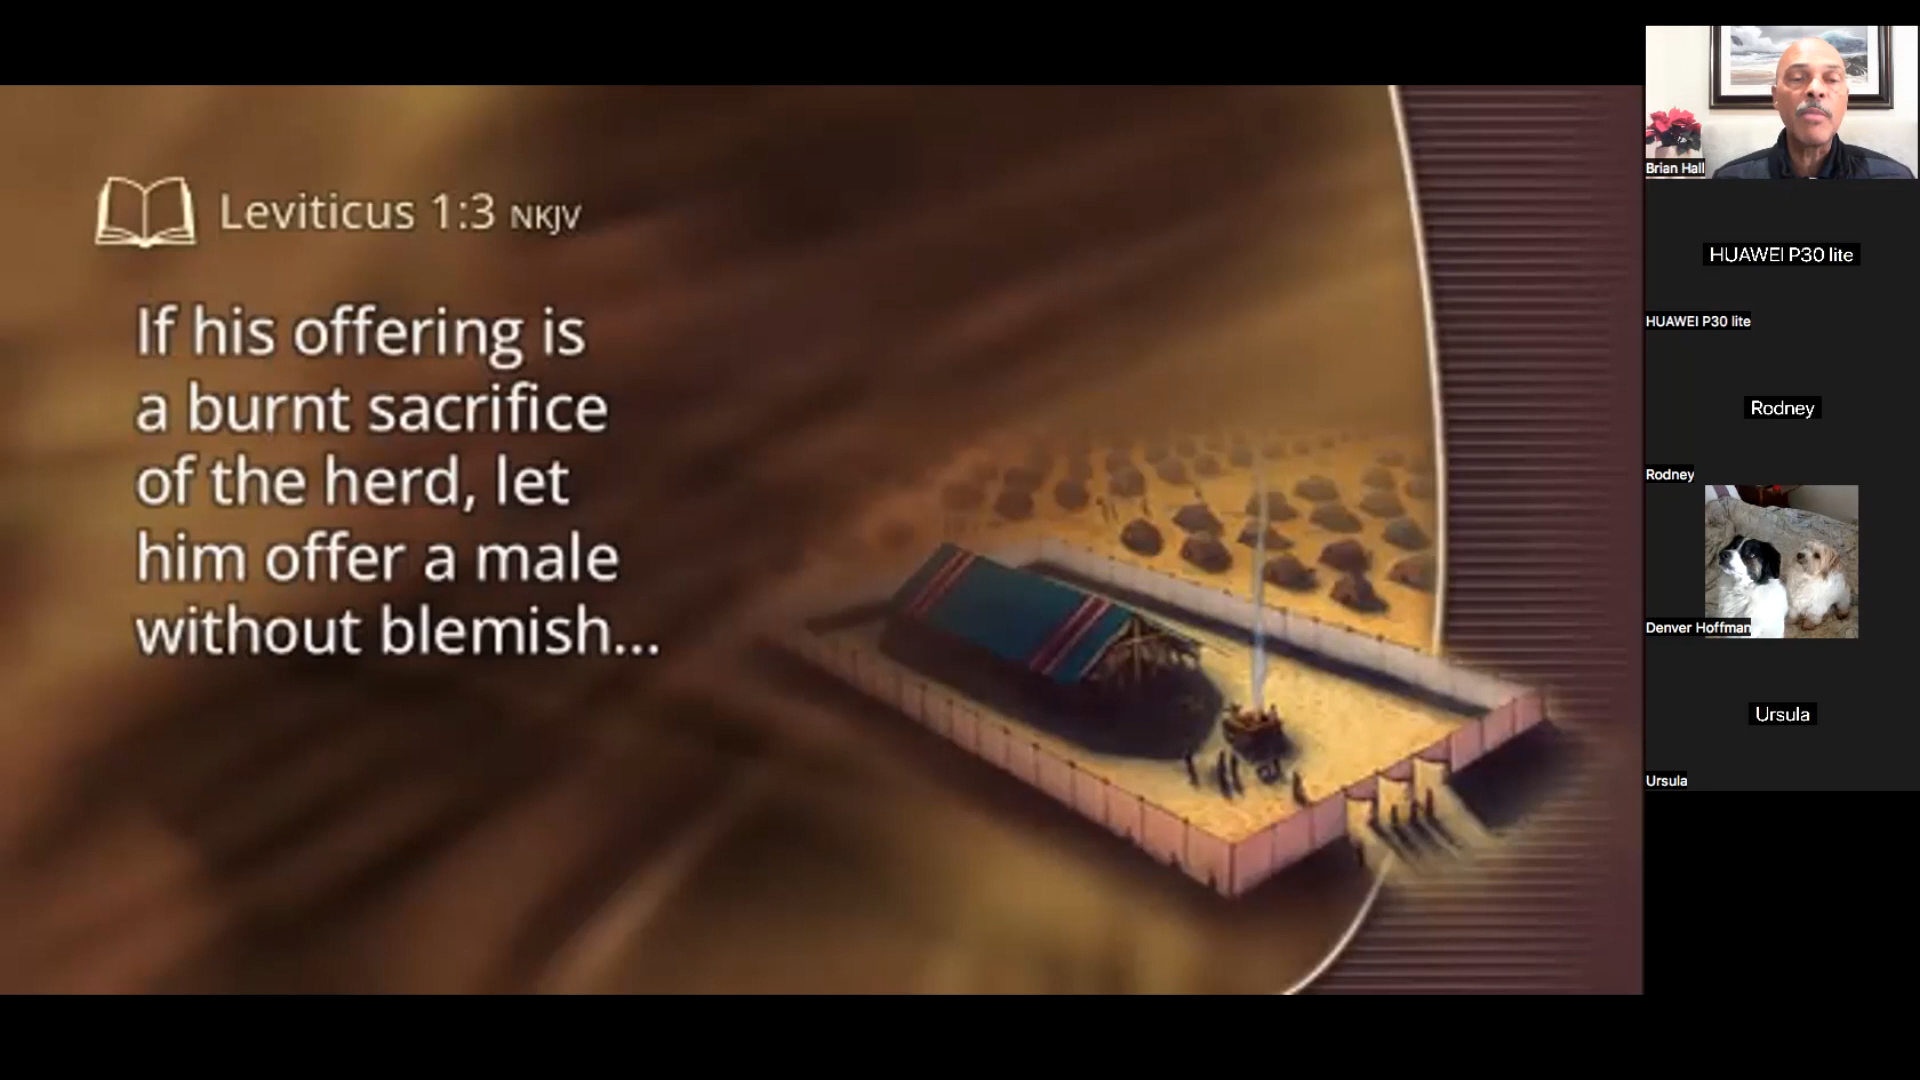 Leviticus 1:3 NKJV
If his offering is
a burnt sacrifice
of the herd, let
him offer a male
without blemish...
Brian Hall
HUAWEI P30 lite
HUAWEI P30 lite
Rodney
Rodney
Denver Hoffman
Ursula
Ursula